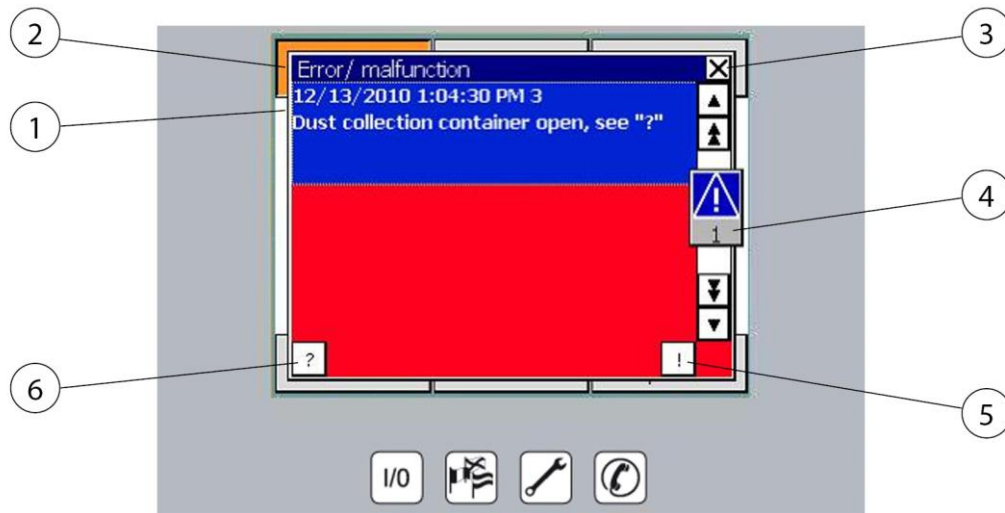 2
3
Error/ malfunction
12/13/2010 1:04:30 PM 3
1
Dust collection container open, see "?"
4
1
6
?
!
5
I/0